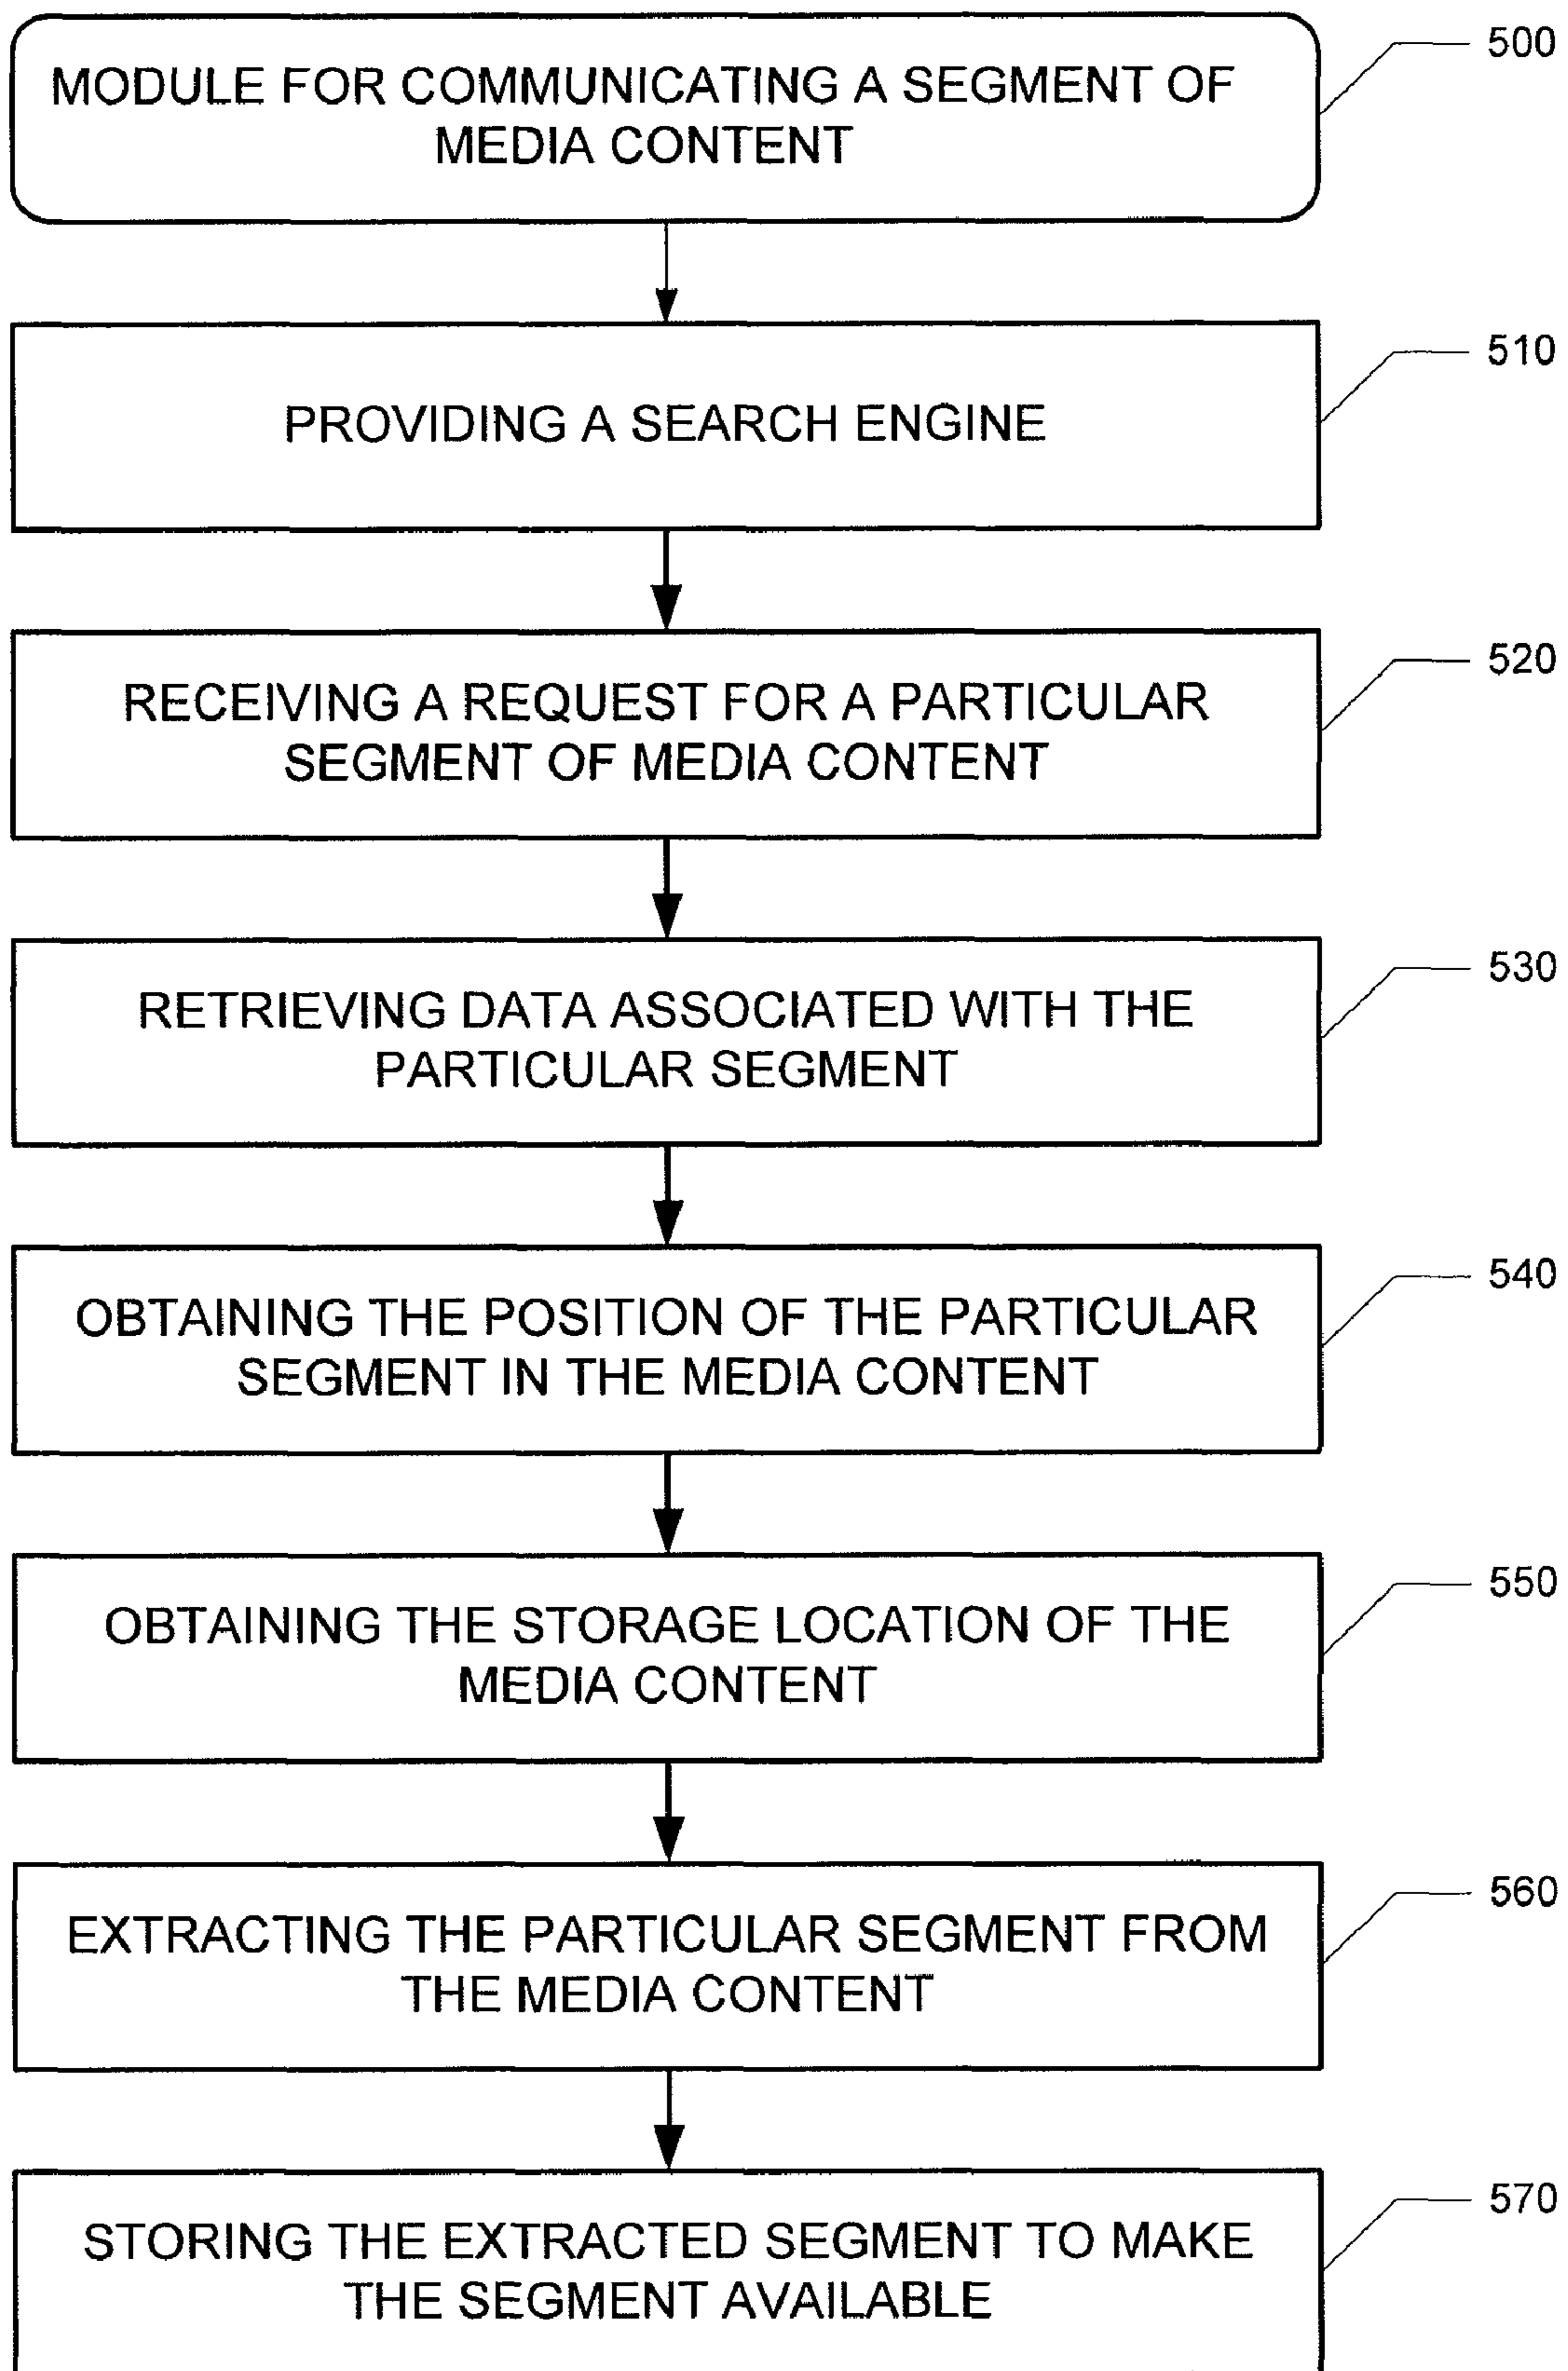 MODULE FOR COMMUNICATING A SEGMENT OF
MEDIA CONTENT
500
PROVIDING A SEARCH ENGINE
510
RECEIVING A REQUEST FOR A PARTICULAR
SEGMENT OF MEDIA CONTENT
520
RETRIEVING DATA ASSOCIATED WITH THE
PARTICULAR SEGMENT
530
OBTAINING THE POSITION OF THE PARTICULAR
SEGMENT IN THE MEDIA CONTENT
540
OBTAINING THE STORAGE LOCATION OF THE
MEDIA CONTENT
550
EXTRACTING THE PARTICULAR SEGMENT FROM
THE MEDIA CONTENT
560
STORING THE EXTRACTED SEGMENT TO MAKE
THE SEGMENT AVAILABLE
570